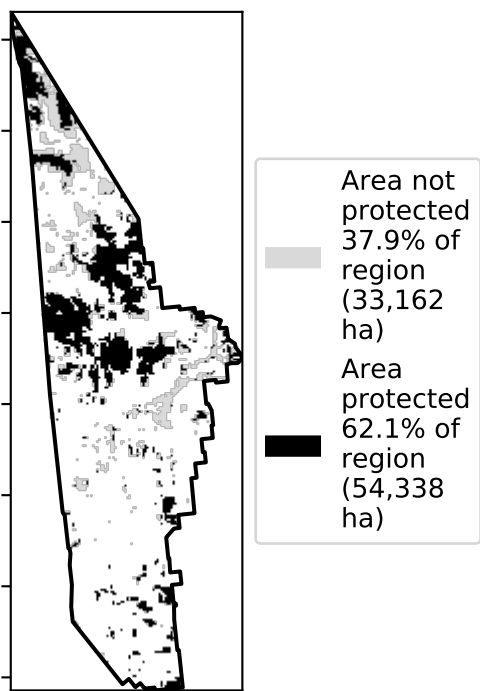 Area not
protected
37.9% of
region
(33,162
ha)
Area
protected
62.1% of
region
(54,338
ha)